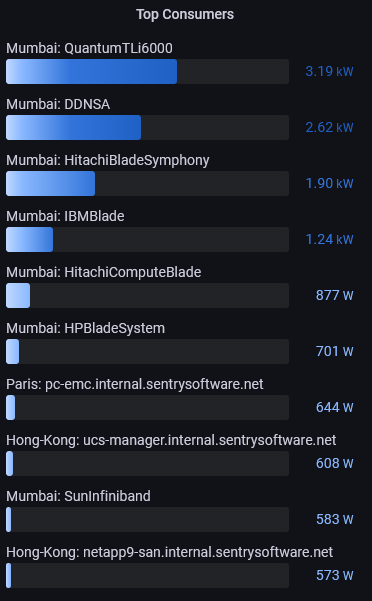 Top Consumers
Mumbai: QuantumTLi6000
3.19 kW
Mumbai: DDNSA
2.62 kW
Mumbai: HitachiBladeSymphony
1.90 kW
Mumbai: IBMBlade
1.24 kW
Mumbai: HitachiComputeBlade
877 W
Mumbai: HPBladeSystem
701 W
Paris: pc-emc.internal.sentrysoftware.net
644 W
Hong-Kong: ucs-manager.internal.sentrysoftware.net
608 W
Mumbai: SunInfiniband
583 W
Hong-Kong: netapp9-san.internal.sentrysoftware.net
573 W